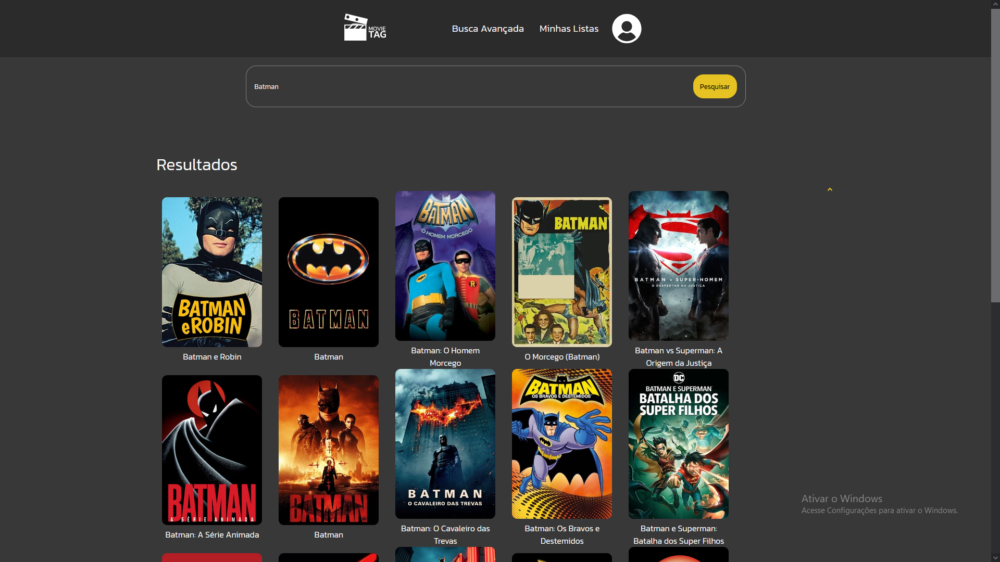 MOVIE
TAG
Busca Avançada
Minhas Listas
Batman
Pesquisar
Resultados
BATMAN
e ROBIN
Batman e Robin
BATMAN
Batman
BATMAN
O HOMEM MORCEGO
R
Batman: O Homem
Morcego
BATMAN
O Morcego (Batman)
BATMAN v SUPER-HOMEM
O DESPERTAR DA JUSTIÇA
Batman vs Superman: A
Origem da Justiça
BATMAN
A SÉRIE ANIMADA
Batman: A Série Animada
BATMAN
DC
Batman
BATMAN
O CAVALEIRO DAS TREVAS
Batman: O Cavaleiro das
Trevas
BATMAN
OS BRAVOS E DESTEMIDOS
Batman: Os Bravos e
Destemidos
DC
BATMAN E SUPERMAN
BATALHA DOS
SUPER FILHOS
Batman e Superman:
Batalha dos Super Filhos
Ativar o Windows
Acesse Configurações para ativar o Windows.